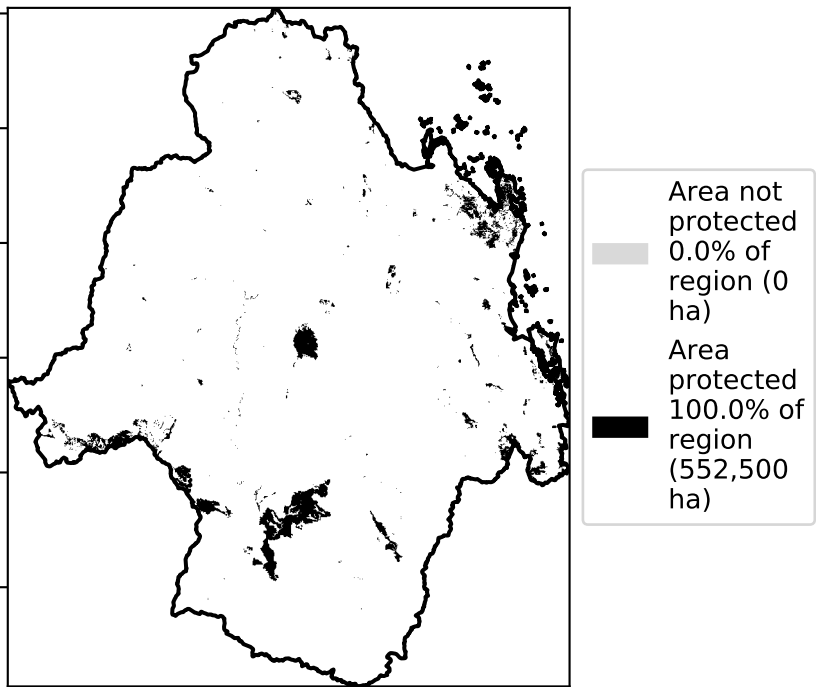 Area not
protected
0.0% of
region (0
ha)
Area
protected
100.0% of
region
(552,500
ha)